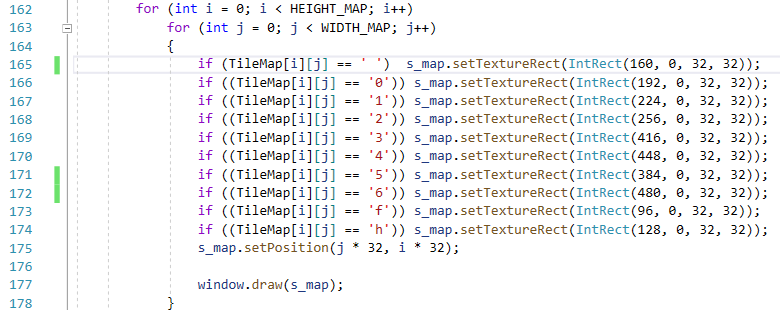 162 for (int i = 0; i < HEIGHT_MAP; i++)
163 for (int j = 0; j < WIDTH_MAP; j++)
164 {
165 if (TileMap[i][j] == ' ')  s_map.setTextureRect(IntRect(160, 0, 32, 32));
166 if ((TileMap[i][j] == '0')) s_map.setTextureRect(IntRect(192, 0, 32, 32));
167 if ((TileMap[i][j] == '1')) s_map.setTextureRect(IntRect(224, 0, 32, 32));
168 if ((TileMap[i][j] == '2')) s_map.setTextureRect(IntRect(256, 0, 32, 32));
169 if ((TileMap[i][j] == '3')) s_map.setTextureRect(IntRect(416, 0, 32, 32));
170 if ((TileMap[i][j] == '4')) s_map.setTextureRect(IntRect(448, 0, 32, 32));
171 if ((TileMap[i][j] == '5')) s_map.setTextureRect(IntRect(384, 0, 32, 32));
172 if ((TileMap[i][j] == '6')) s_map.setTextureRect(IntRect(480, 0, 32, 32));
173 if ((TileMap[i][j] == 'f')) s_map.setTextureRect(IntRect(96, 0, 32, 32));
174 if ((TileMap[i][j] == 'h')) s_map.setTextureRect(IntRect(128, 0, 32, 32));
175 s_map.setPosition(j * 32, i * 32);
176
177 window.draw(s_map);
178 }